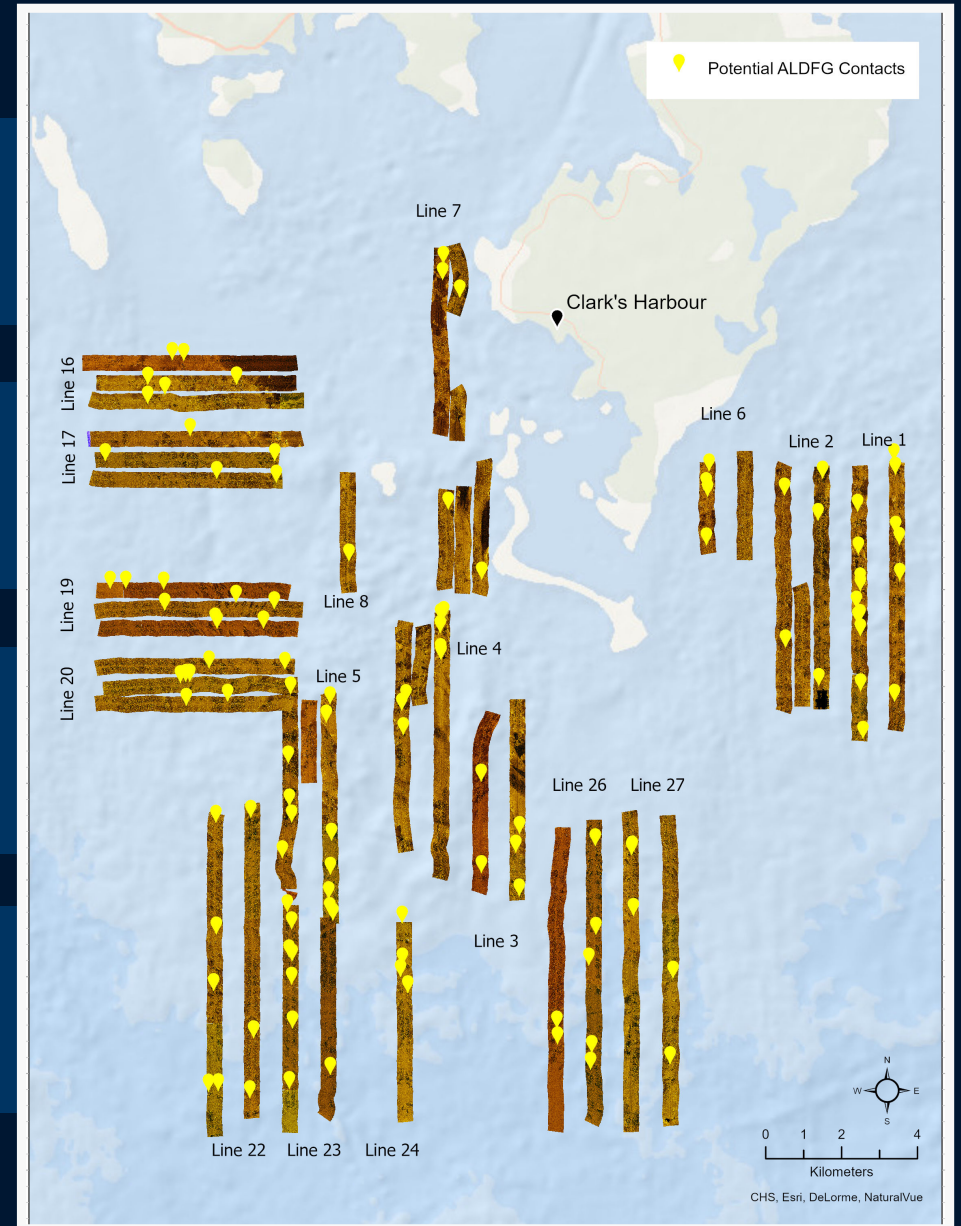 Potential ALDFG Contacts
Line 7
Clark's Harbour
Line 16
Line 6
Line 17
Line 2
Line 1
Line 8
Line 19
Line 4
Line 20
Line 5
Line 26
Line 27
Line 3
Line 22
Line 23
Line 24
N
W
E
S
0 1 2 4
Kilometers
CHS, Esri, DeLorme, NaturalVue